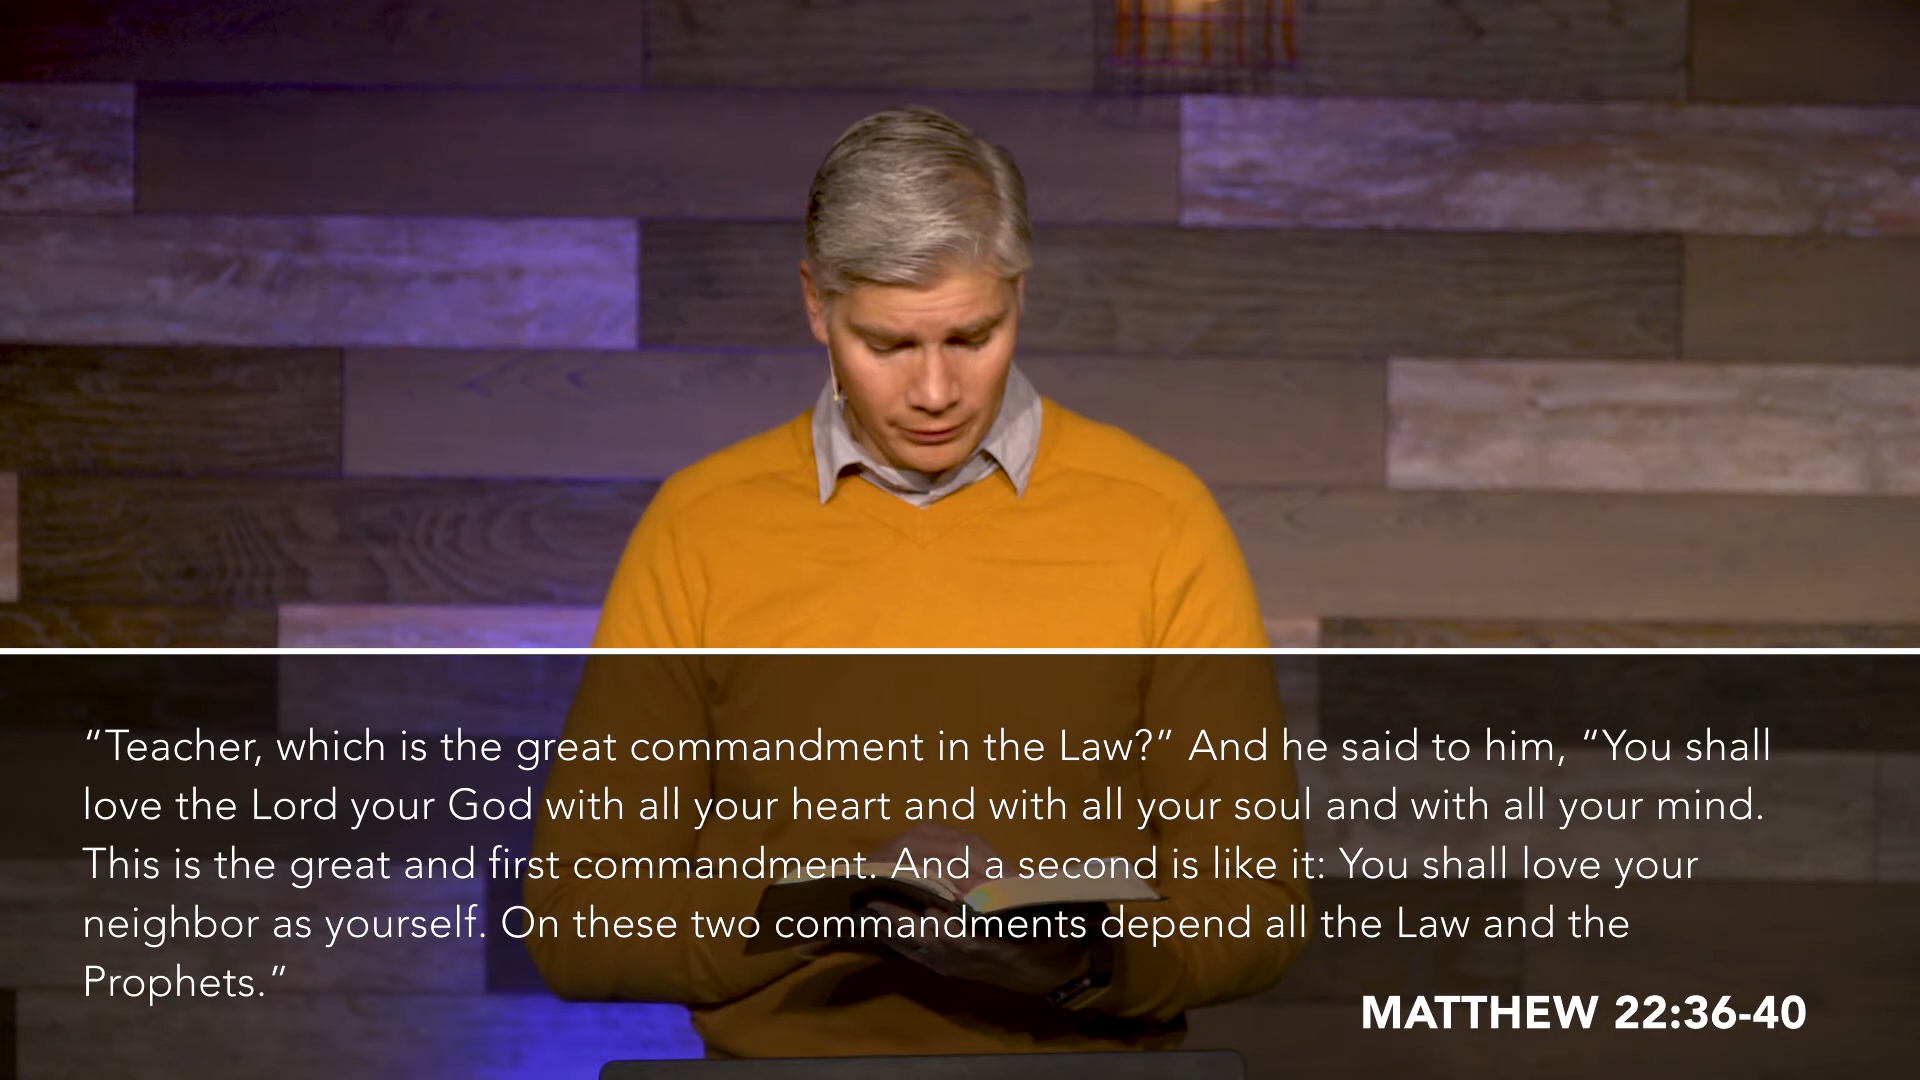 “Teacher, which is the great commandment in the Law?” And he said to him, “You shall
love the Lord your God with all your heart and with all your soul and with all your mind.
This is the great and first commandment. And a second is like it: You shall love your
neighbor as yourself. On these two commandments depend all the Law and the
Prophets.”
MATTHEW 22:36-40